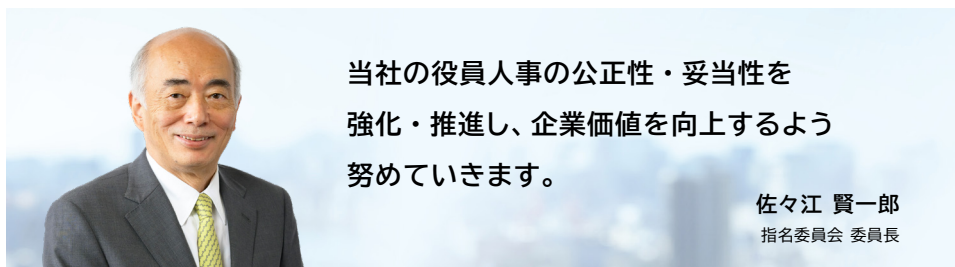 当社の役員人事の公正性・妥当性を
強化・推進し、企業価値を向上するよう
努めていきます。
佐々江 賢一郎
指名委員会 委員長